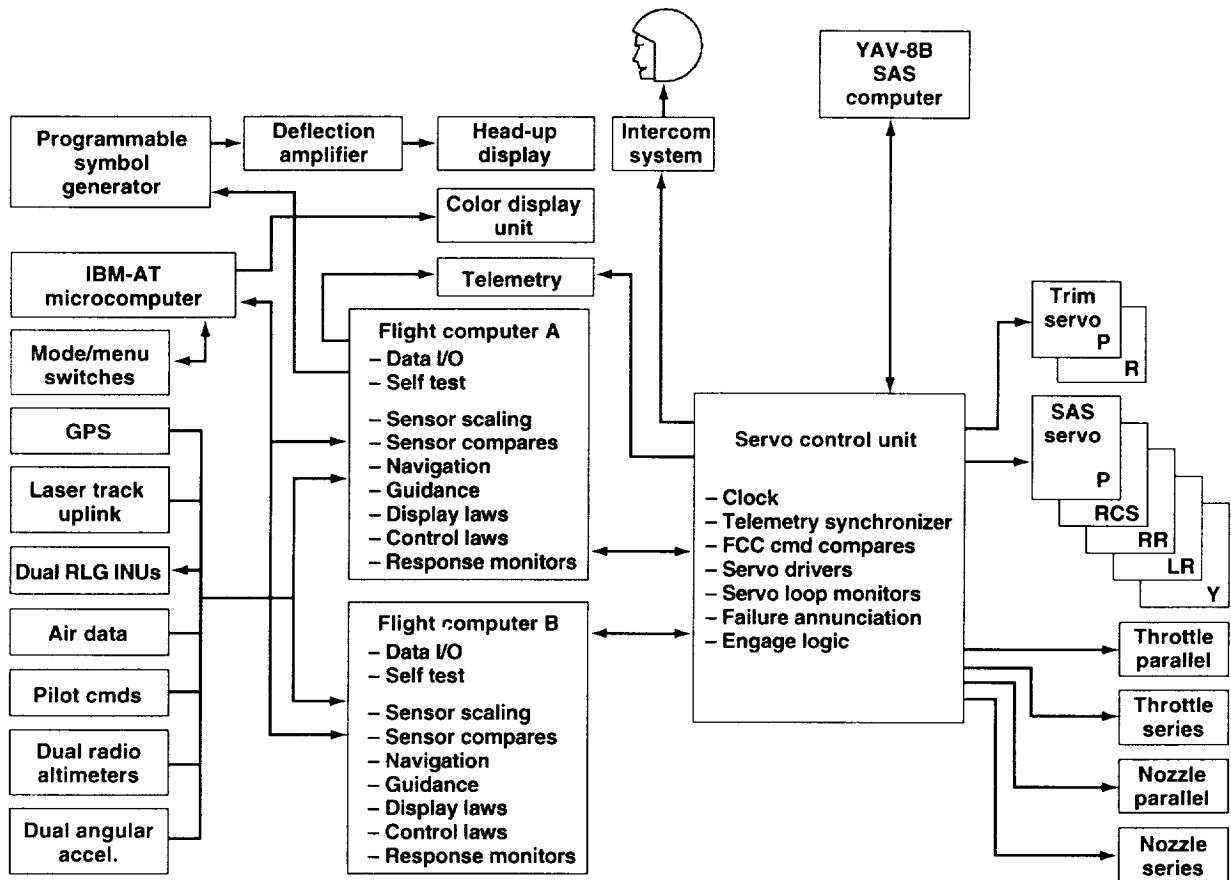 YAV-8B
SAS
computer
Programmable
symbol
generator
Deflection
amplifier
Head-up
display
Intercom
system
Color display
unit
IBM-AT
microcomputer
Telemetry
Mode/menu
switches
GPS
Laser track
uplink
Dual RLG INUs
Air data
Pilot cmds
Dual radio
altimeters
Dual angular
accel.
Flight computer A
– Data I/O
– Self test
– Sensor scaling
– Sensor compares
– Navigation
– Guidance
– Display laws
– Control laws
– Response monitors
Flight computer B
– Data I/O
– Self test
– Sensor scaling
– Sensor compares
– Navigation
– Guidance
– Display laws
– Control laws
– Response monitors
Servo control unit
– Clock
– Telemetry synchronizer
– FCC cmd compares
– Servo drivers
– Servo loop monitors
– Failure annunciation
– Engage logic
Trim
servo
P
R
SAS
servo
P
RCS
RR
LR
Y
Throttle
parallel
Throttle
series
Nozzle
parallel
Nozzle
series